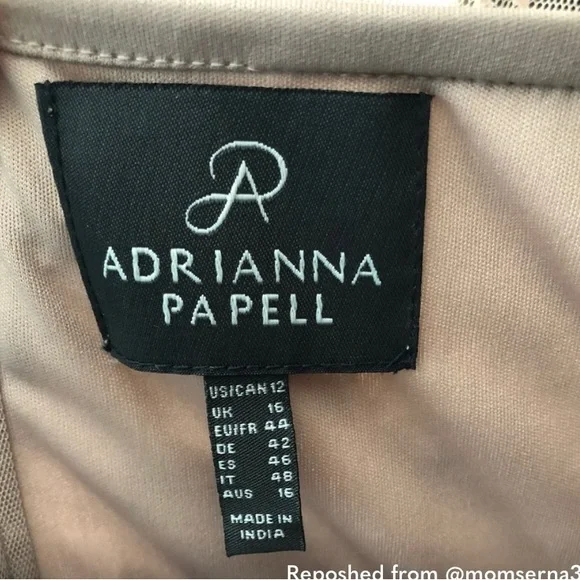 ADRIANNA
PAPELL
US/CAN 12
UK 16
EU/FR 44
DE 42
ES 46
IT 48
AUS 16
MADE IN
INDIA
Reposhed from @momserna3